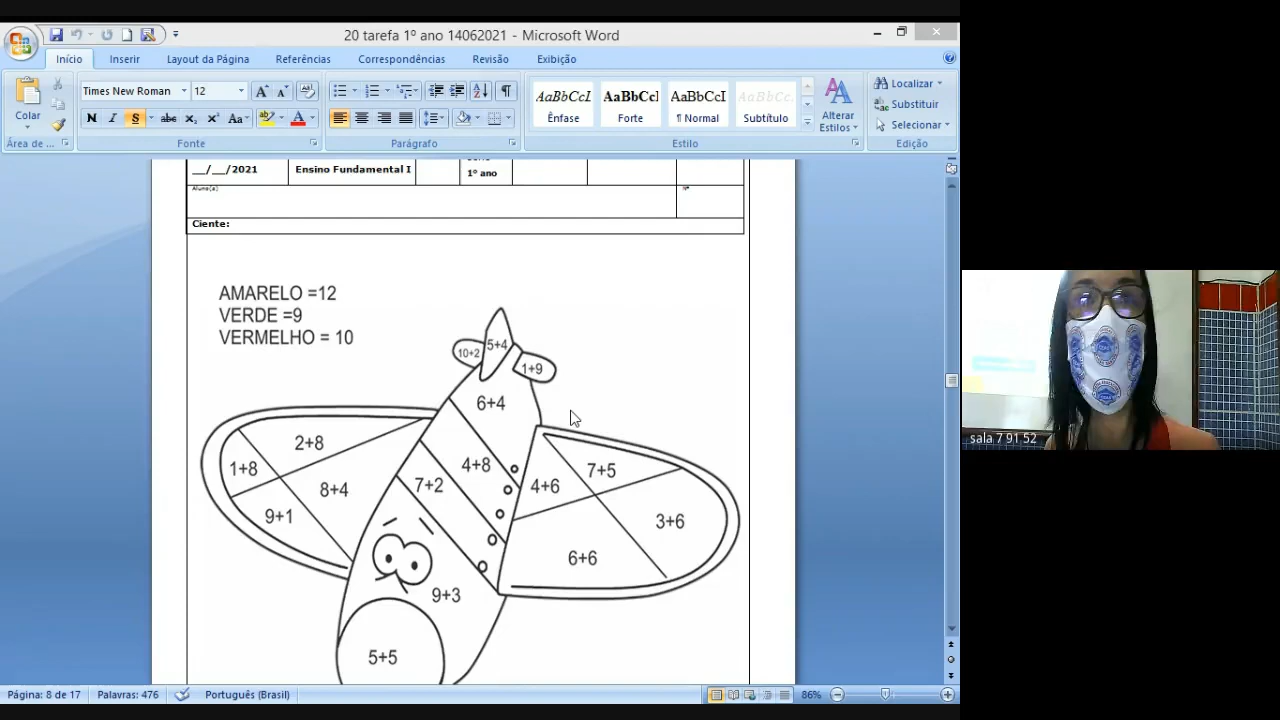 20 tarefa 1º ano 14062021 - Microsoft Word
Início Inserir Layout da Página Referências Correspondências Revisão Exibição
Times New Roman 12
Colar
AaBbCcI AaBbCcI AaBbCcI AaBbCc.
Ênfase Forte ¶ Normal Subtítulo
Alterar Estilos
Localizar
Substituir
Selecionar
Área de ... Fonte Parágrafo Estilo Edição
__/__/2021 Ensino Fundamental I 1º ano
Aluno(a) Nº
Ciente:
AMARELO =12
VERDE =9
VERMELHO = 10
10+2 5+4 1+9
6+4
2+8
1+8
8+4
9+1
4+8
7+2
4+6
7+5
3+6
6+6
9+3
5+5
sala 7 91 52
Página: 8 de 17 Palavras: 476 Português (Brasil) 86%